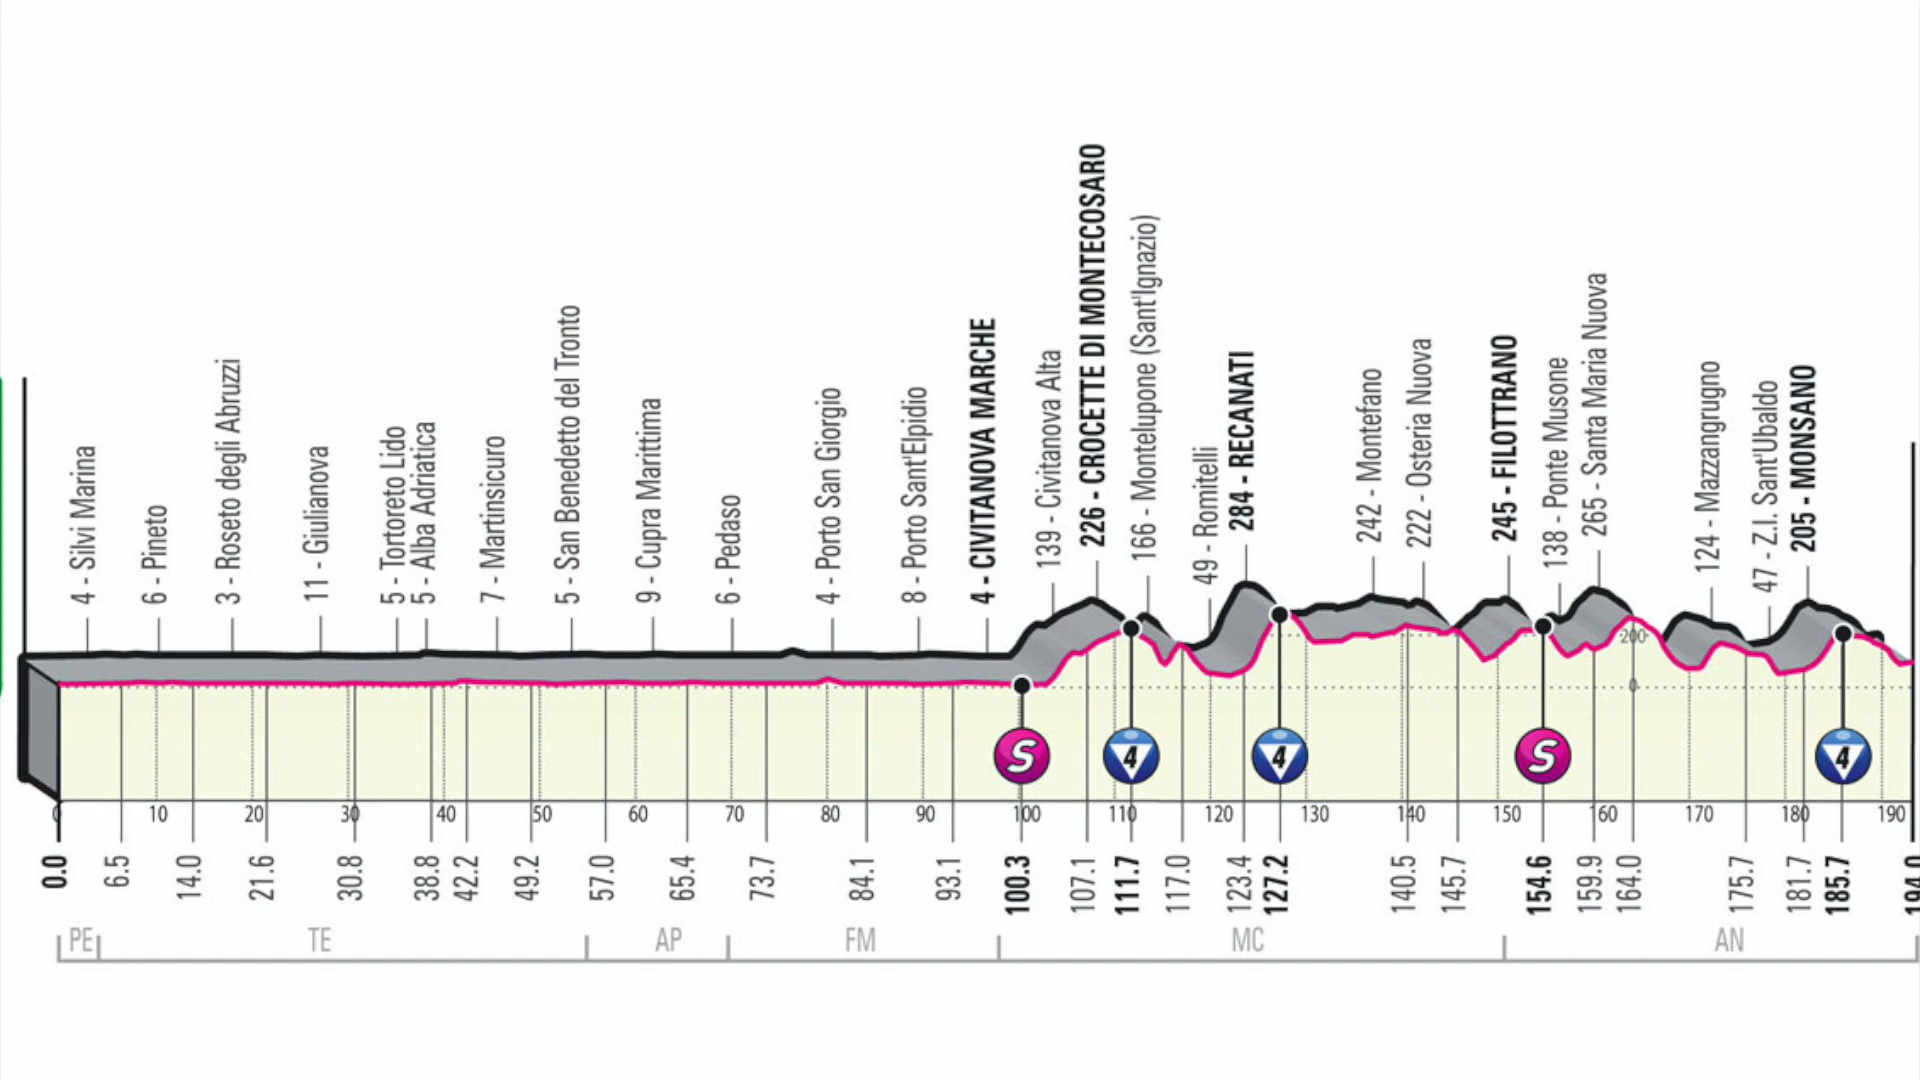 4 - Silvi Marina
6 - Pineto
3 - Roseto degli Abruzzi
11 - Giulianova
5 - Tortoreto Lido
5 - Alba Adriatica
7 - Martinsicuro
5 - San Benedetto del Tronto
9 - Cupra Marittima
6 - Pedaso
4 - Porto San Giorgio
8 - Porto Sant'Elpidio
4 - CIVITANOVA MARCHE
139 - Civitanova Alta
226 - CROCETTE DI MONTECOSARO
166 - Montelupone (Sant'Ignazio)
49 - Romitelli
284 - RECANATI
242 - Montefano
222 - Osteria Nuova
245 - FILOTTRANO
138 - Ponte Musone
265 - Santa Maria Nuova
124 - Mazzangrugno
47 - Z.I. Sant'Ubaldo
205 - MONSANO
200
0
S
4
4
S
4
0
10
20
30
40
50
60
70
80
90
100
110
120
130
140
150
160
170
180
190
0.0
6.5
14.0
21.6
30.8
38.8
42.2
49.2
57.0
65.4
73.7
84.1
93.1
100.3
107.1
111.7
117.0
123.4
127.2
140.5
145.7
154.6
159.9
164.0
175.7
181.7
185.7
194.0
PE
TE
AP
FM
MC
AN